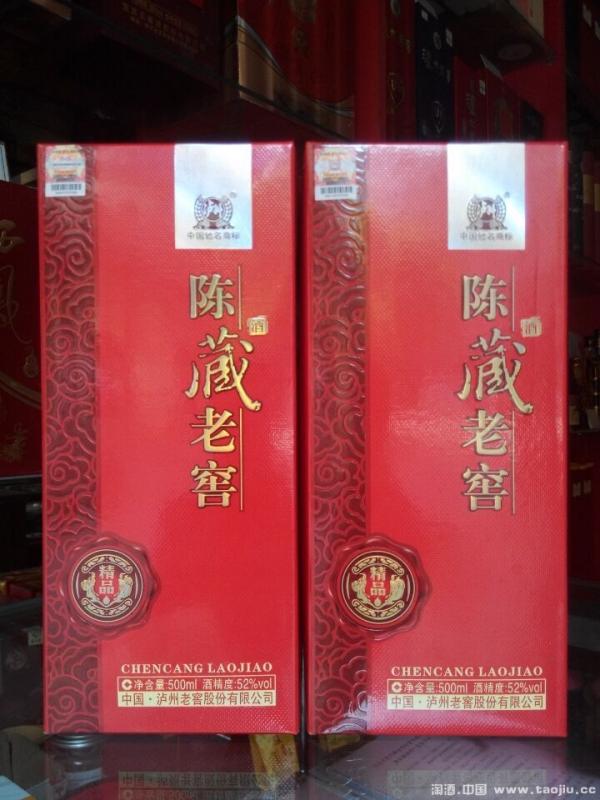 中国驰名商标
陈藏老窖
酒
精品
CHENCANG LAOJIAO
净含量:500ml 酒精度:52%vol
中国·泸州老窖股份有限公司
中国驰名商标
陈藏老窖
酒
精品
CHENCANG LAOJIAO
净含量:500ml 酒精度:52%vol
中国·泸州老窖股份有限公司
淘酒.中国 www.taojiu.cc